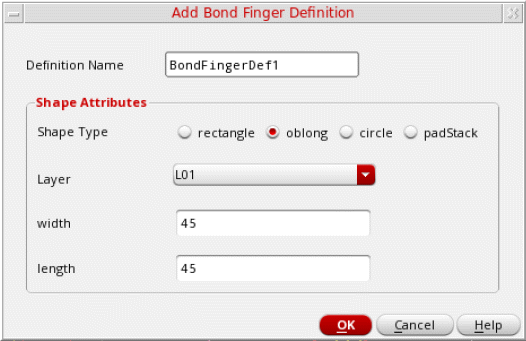 Add Bond Finger Definition
Definition Name BondFingerDef1
Shape Attributes
Shape Type rectangle oblong circle padStack
Layer L01
width 45
length 45
OK Cancel Help